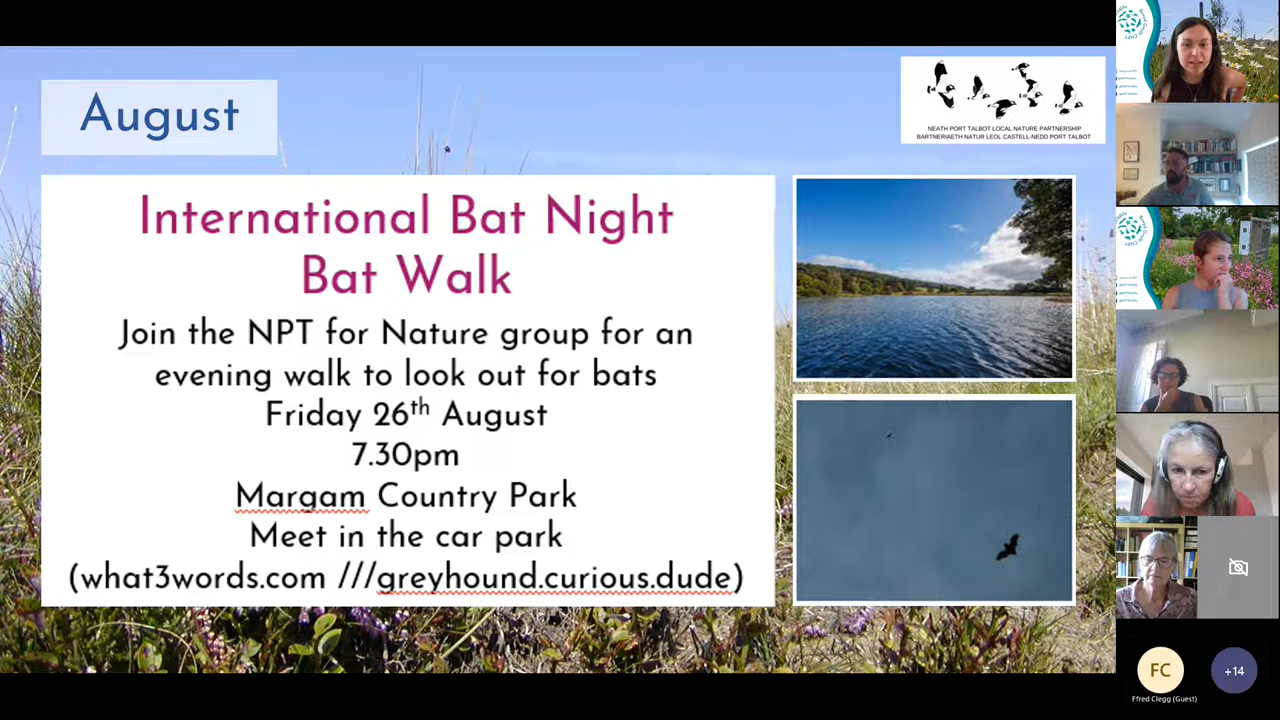 August
NEATH PORT TALBOT LOCAL NATURE PARTNERSHIP
BARTNERIAETH NATUR LEOL CASTELL-NEDD PORT TALBOT
International Bat Night
Bat Walk
Join the NPT for Nature group for an
evening walk to look out for bats
Friday 26th August
7.30pm
Margam Country Park
Meet in the car park
(what3words.com ///greyhound.curious.dude)
FC
+14
Ffred Clegg (Guest)